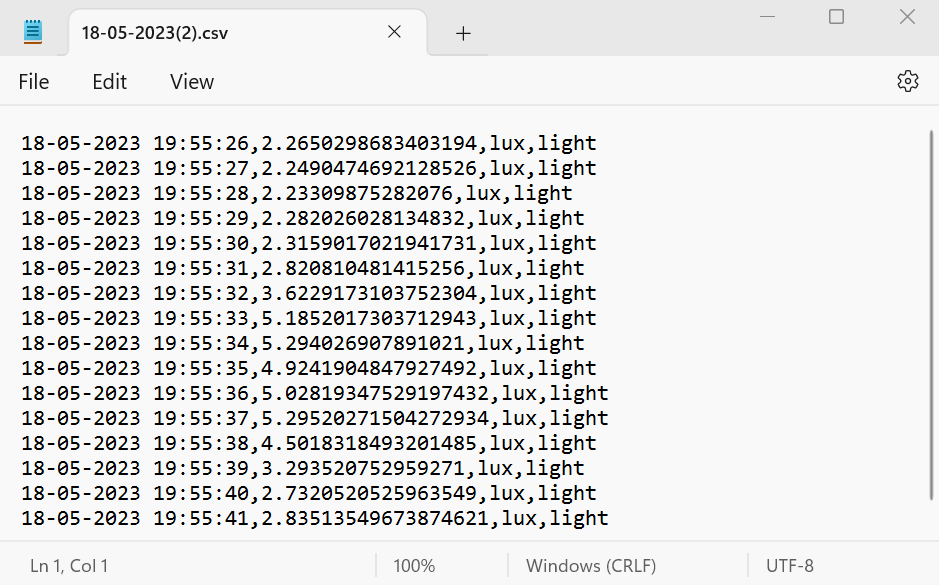 18-05-2023(2).csv
File Edit View
18-05-2023 19:55:26,2.2650298683403194,lux,light
18-05-2023 19:55:27,2.2490474692128526,lux,light
18-05-2023 19:55:28,2.23309875282076,lux,light
18-05-2023 19:55:29,2.282026028134832,lux,light
18-05-2023 19:55:30,2.3159017021941731,lux,light
18-05-2023 19:55:31,2.820810481415256,lux,light
18-05-2023 19:55:32,3.6229173103752304,lux,light
18-05-2023 19:55:33,5.1852017303712943,lux,light
18-05-2023 19:55:34,5.294026907891021,lux,light
18-05-2023 19:55:35,4.9241904847927492,lux,light
18-05-2023 19:55:36,5.02819347529197432,lux,light
18-05-2023 19:55:37,5.29520271504272934,lux,light
18-05-2023 19:55:38,4.5018318493201485,lux,light
18-05-2023 19:55:39,3.293520752959271,lux,light
18-05-2023 19:55:40,2.7320520525963549,lux,light
18-05-2023 19:55:41,2.83513549673874621,lux,light
Ln 1, Col 1 100% Windows (CRLF) UTF-8